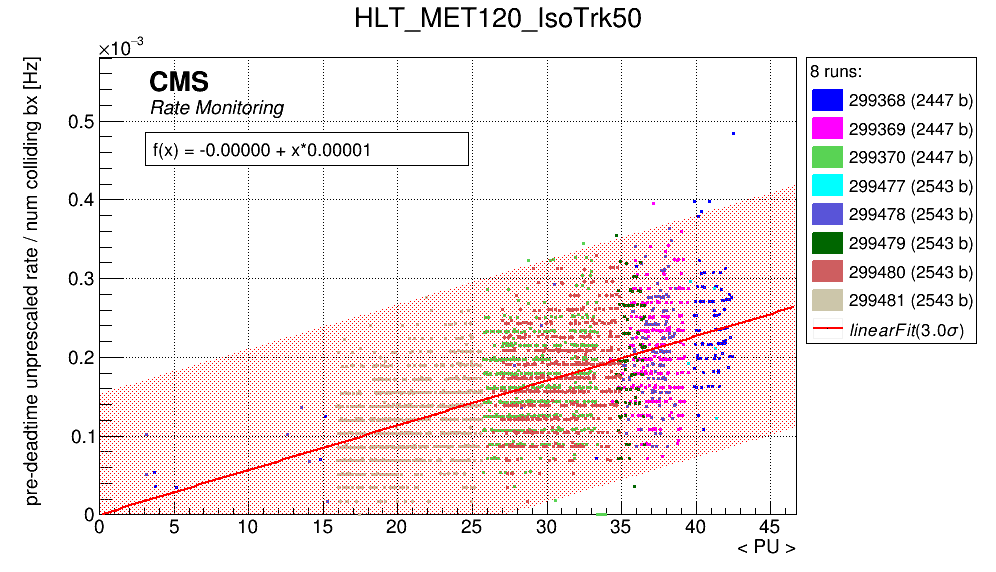 HLT_MET120_IsoTrk50
×10⁻³
CMS
Rate Monitoring
f(x) = -0.00000 + x*0.00001
pre-deadtime unprescaled rate / num colliding bx [Hz]
0.5
0.4
0.3
0.2
0.1
0
0 5 10 15 20 25 30 35 40 45
< PU >
8 runs:
299368 (2447 b)
299369 (2447 b)
299370 (2447 b)
299477 (2543 b)
299478 (2543 b)
299479 (2543 b)
299480 (2543 b)
299481 (2543 b)
linearFit(3.0σ)